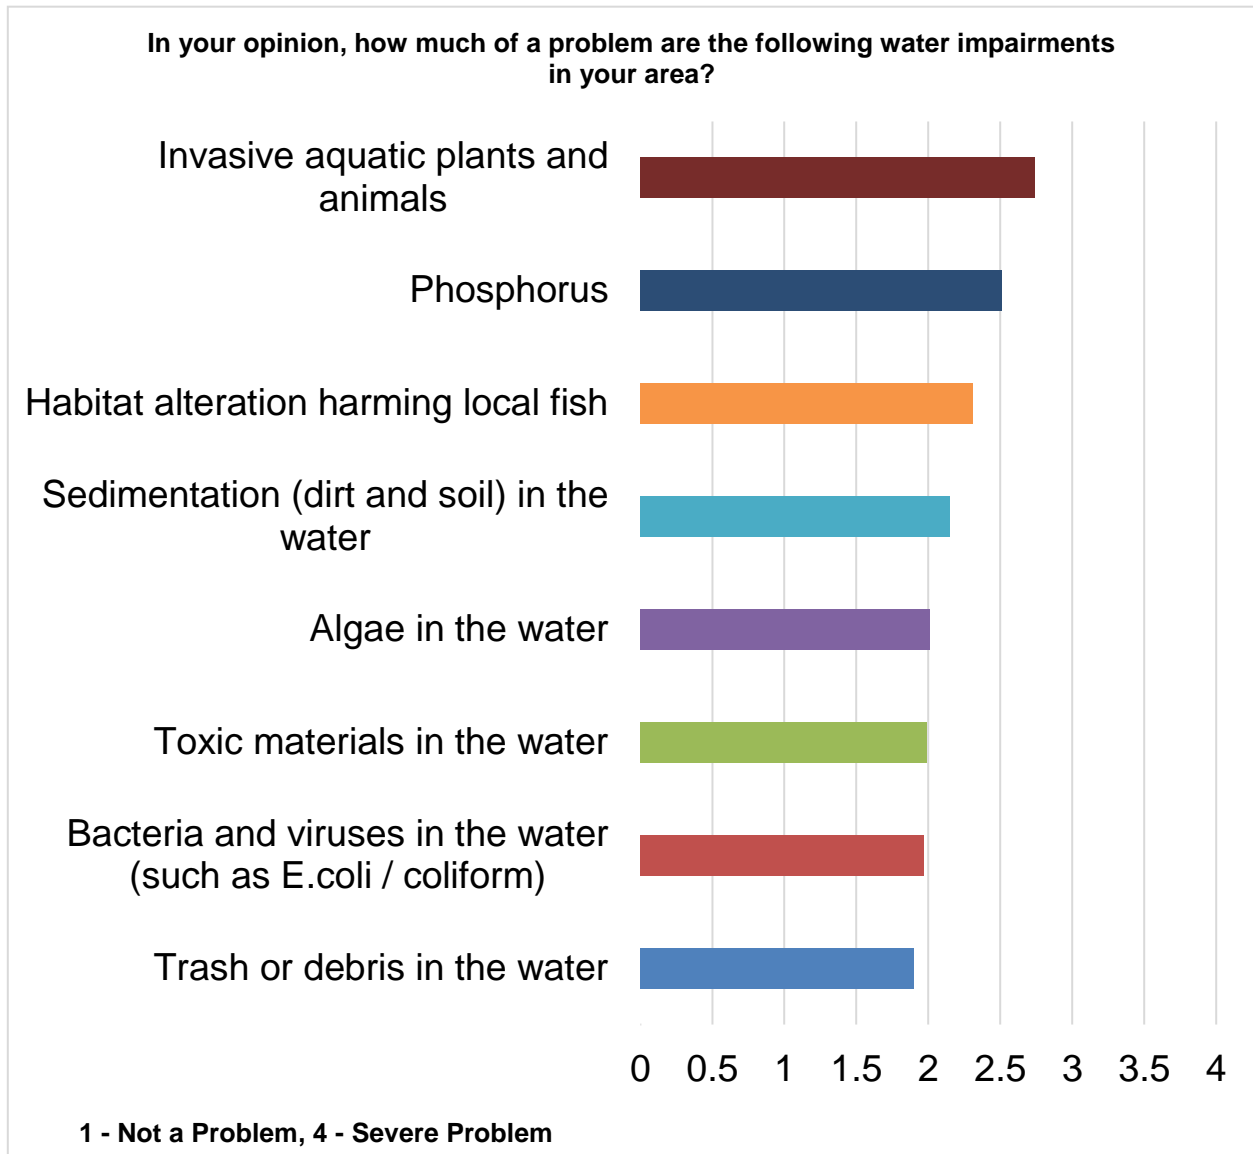 In your opinion, how much of a problem are the following water impairments
in your area?
Invasive aquatic plants and
animals
Phosphorus
Habitat alteration harming local fish
Sedimentation (dirt and soil) in the
water
Algae in the water
Toxic materials in the water
Bacteria and viruses in the water
(such as E.coli / coliform)
Trash or debris in the water
0 0.5 1 1.5 2 2.5 3 3.5 4
1 - Not a Problem, 4 - Severe Problem